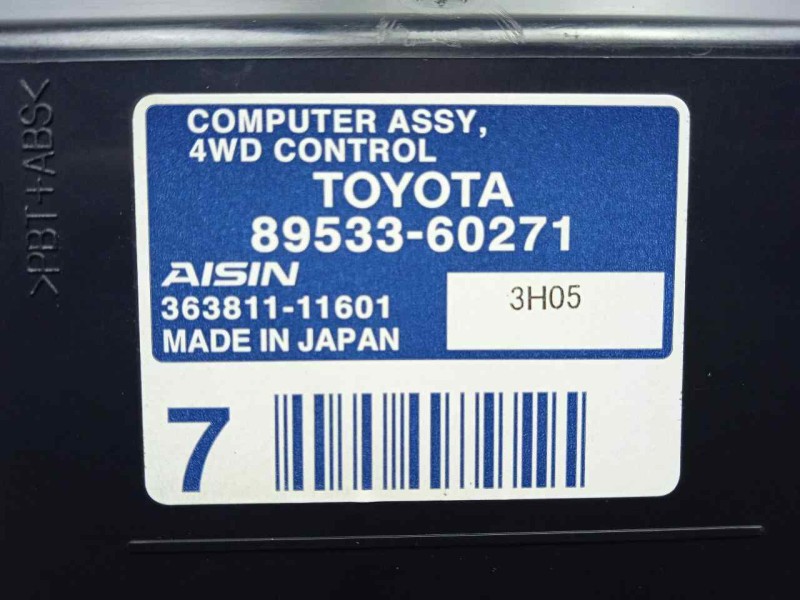 COMPUTER ASSY,
4WD CONTROL
TOYOTA
89533-60271
AISIN
363811-11601
3H05
MADE IN JAPAN
7
>PBT+ABS<